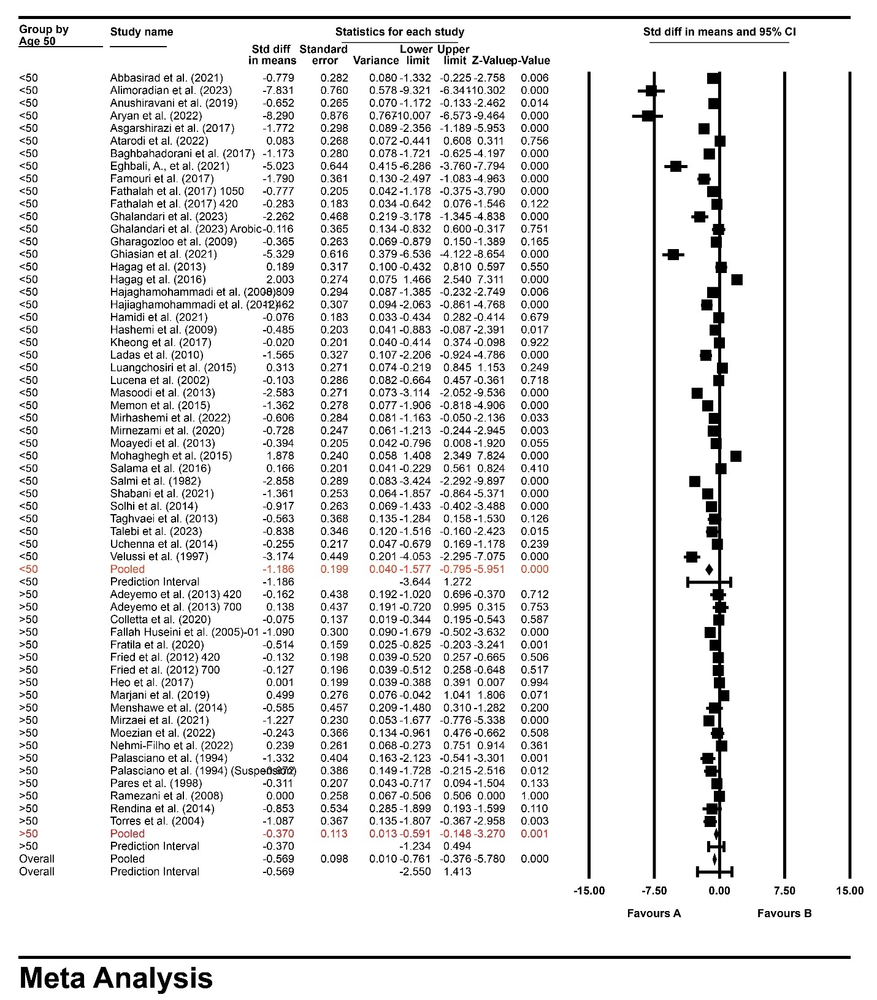 Group by Study name Statistics for each study Std diff in means and 95% CI
Age 50
Std diff Standard Lower Upper
in means error Variance limit limit Z-Value p-Value
<50 Abbasirad et al. (2021) -0.779 0.282 0.080 -1.332 -0.225 -2.758 0.006
<50 Alimoradian et al. (2023) -7.831 0.760 0.578 -9.321 -6.341 -10.302 0.000
<50 Anushiravani et al. (2019) -0.652 0.265 0.070 -1.172 -0.133 -2.462 0.014
<50 Aryan et al. (2022) -8.290 0.876 0.767 -10.007 -6.573 -9.464 0.000
<50 Asgarshirazi et al. (2017) -1.772 0.298 0.089 -2.356 -1.189 -5.953 0.000
<50 Atarodi et al. (2022) 0.083 0.268 0.072 -0.441 0.608 0.311 0.756
<50 Baghbahadorani et al. (2017) -1.173 0.280 0.078 -1.721 -0.625 -4.197 0.000
<50 Eghbali, A., et al. (2021) -5.023 0.644 0.415 -6.286 -3.760 -7.794 0.000
<50 Famouri et al. (2017) -1.790 0.361 0.130 -2.497 -1.083 -4.963 0.000
<50 Fathalah et al. (2017) 1050 -0.777 0.205 0.042 -1.178 -0.375 -3.790 0.000
<50 Fathalah et al. (2017) 420 -0.283 0.183 0.034 -0.642 0.076 -1.546 0.122
<50 Ghalandari et al. (2023) -2.262 0.468 0.219 -3.178 -1.345 -4.838 0.000
<50 Ghalandari et al. (2023) Arobic -0.116 0.365 0.134 -0.832 0.600 -0.317 0.751
<50 Gharagozloo et al. (2009) -0.365 0.263 0.069 -0.879 0.150 -1.389 0.165
<50 Ghiasian et al. (2021) -5.329 0.616 0.379 -6.536 -4.122 -8.654 0.000
<50 Hagag et al. (2013) 0.189 0.317 0.100 -0.432 0.810 0.597 0.550
<50 Hagag et al. (2016) 2.003 0.274 0.075 1.466 2.540 7.311 0.000
<50 Hajaghamohammadi et al. (2008) -0.809 0.294 0.087 -1.385 -0.232 -2.749 0.006
<50 Hajiaghamohammadi et al. (2012) -1.462 0.307 0.094 -2.063 -0.861 -4.768 0.000
<50 Hamidi et al. (2021) -0.076 0.183 0.033 -0.434 0.282 -0.414 0.679
<50 Hashemi et al. (2009) -0.485 0.203 0.041 -0.883 -0.087 -2.391 0.017
<50 Kheong et al. (2017) -0.020 0.201 0.040 -0.414 0.374 -0.098 0.922
<50 Ladas et al. (2010) -1.565 0.327 0.107 -2.206 -0.924 -4.786 0.000
<50 Luangchosiri et al. (2015) 0.313 0.271 0.074 -0.219 0.845 1.153 0.249
<50 Lucena et al. (2002) -0.103 0.286 0.082 -0.664 0.457 -0.361 0.718
<50 Masoodi et al. (2013) -2.583 0.271 0.073 -3.114 -2.052 -9.536 0.000
<50 Memon et al. (2015) -1.362 0.278 0.077 -1.906 -0.818 -4.906 0.000
<50 Mirhashemi et al. (2022) -0.606 0.284 0.081 -1.163 -0.050 -2.136 0.033
<50 Mirnezami et al. (2020) -0.728 0.247 0.061 -1.213 -0.244 -2.945 0.003
<50 Moayedi et al. (2013) -0.394 0.205 0.042 -0.796 0.008 -1.920 0.055
<50 Mohaghegh et al. (2015) 1.878 0.240 0.058 1.408 2.349 7.824 0.000
<50 Salama et al. (2016) 0.166 0.201 0.041 -0.229 0.561 0.824 0.410
<50 Salmi et al. (1982) -2.858 0.289 0.083 -3.424 -2.292 -9.897 0.000
<50 Shabani et al. (2021) -1.361 0.253 0.064 -1.857 -0.864 -5.371 0.000
<50 Solhi et al. (2014) -0.917 0.263 0.069 -1.433 -0.402 -3.488 0.000
<50 Taghvaei et al. (2013) -0.563 0.368 0.135 -1.284 0.158 -1.530 0.126
<50 Talebi et al. (2023) -0.838 0.346 0.120 -1.516 -0.160 -2.423 0.015
<50 Uchenna et al. (2014) -0.255 0.217 0.047 -0.679 0.169 -1.178 0.239
<50 Velussi et al. (1997) -3.174 0.449 0.201 -4.053 -2.295 -7.075 0.000
<50 Pooled -1.186 0.199 0.040 -1.577 -0.795 -5.951 0.000
<50 Prediction Interval -1.186 -3.644 1.272
>50 Adeyemo et al. (2013) 420 -0.162 0.438 0.192 -1.020 0.696 -0.370 0.712
>50 Adeyemo et al. (2013) 700 0.138 0.437 0.191 -0.720 0.995 0.315 0.753
>50 Colletta et al. (2020) -0.075 0.137 0.019 -0.344 0.195 -0.543 0.587
>50 Fallah Huseini et al. (2005)-01 -1.090 0.300 0.090 -1.679 -0.502 -3.632 0.000
>50 Fratila et al. (2020) -0.514 0.159 0.025 -0.825 -0.203 -3.241 0.001
>50 Fried et al. (2012) 420 -0.132 0.198 0.039 -0.520 0.257 -0.665 0.506
>50 Fried et al. (2012) 700 -0.127 0.196 0.039 -0.512 0.258 -0.648 0.517
>50 Heo et al. (2017) 0.001 0.199 0.039 -0.388 0.391 0.007 0.994
>50 Marjani et al. (2019) 0.499 0.276 0.076 -0.042 1.041 1.806 0.071
>50 Menshawe et al. (2014) -0.585 0.457 0.209 -1.480 0.310 -1.282 0.200
>50 Mirzaei et al. (2021) -1.227 0.230 0.053 -1.677 -0.776 -5.338 0.000
>50 Moezian et al. (2022) -0.243 0.366 0.134 -0.961 0.476 -0.662 0.508
>50 Nehmi-Filho et al. (2022) 0.239 0.261 0.068 -0.273 0.751 0.914 0.361
>50 Palasciano et al. (1994) -1.332 0.404 0.163 -2.123 -0.541 -3.301 0.001
>50 Palasciano et al. (1994) (Suspension) -0.972 0.386 0.149 -1.728 -0.215 -2.516 0.012
>50 Pares et al. (1998) -0.311 0.207 0.043 -0.717 0.094 -1.504 0.133
>50 Ramezani et al. (2008) 0.000 0.258 0.067 -0.506 0.506 0.000 1.000
>50 Rendina et al. (2014) -0.853 0.534 0.285 -1.899 0.193 -1.599 0.110
>50 Torres et al. (2004) -1.087 0.367 0.135 -1.807 -0.367 -2.958 0.003
>50 Pooled -0.370 0.113 0.013 -0.591 -0.148 -3.270 0.001
>50 Prediction Interval -0.370 -1.234 0.494
Overall Pooled -0.569 0.098 0.010 -0.761 -0.376 -5.780 0.000
Overall Prediction Interval -0.569 -2.550 1.413
-15.00 -7.50 0.00 7.50 15.00
Favours A Favours B
Meta Analysis